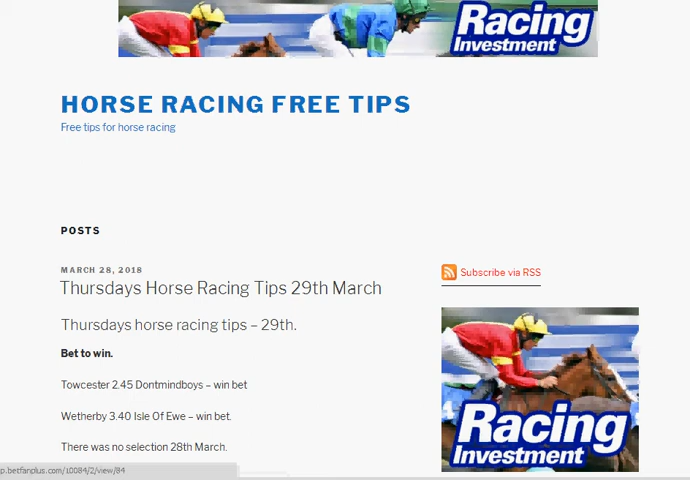 Racing
Investment
HORSE RACING FREE TIPS
Free tips for horse racing
POSTS
MARCH 28, 2018
Thursdays Horse Racing Tips 29th March
Thursdays horse racing tips – 29th.
Bet to win.
Towcester 2.45 Dontmindboys – win bet
Wetherby 3.40 Isle Of Ewe – win bet.
There was no selection 28th March.
Subscribe via RSS
Racing
Investment
p.betfanplus.com/10084/2/view/84